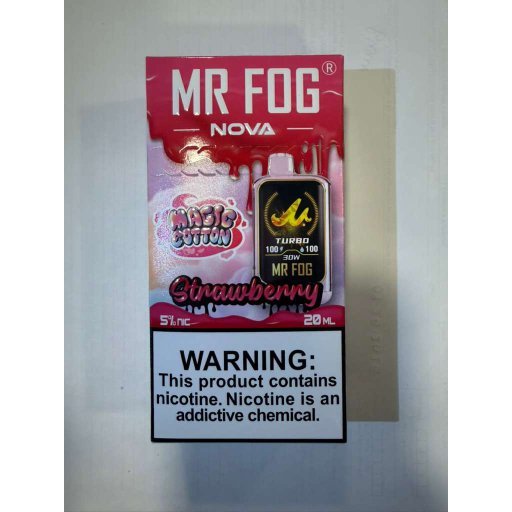 MR FOG®
NOVA
MAGIC
COTTON
TURBO
100 100
30W
MR FOG
Strawberry
5% NIC 20 ML
WARNING:
This product contains
nicotine. Nicotine is an
addictive chemical.